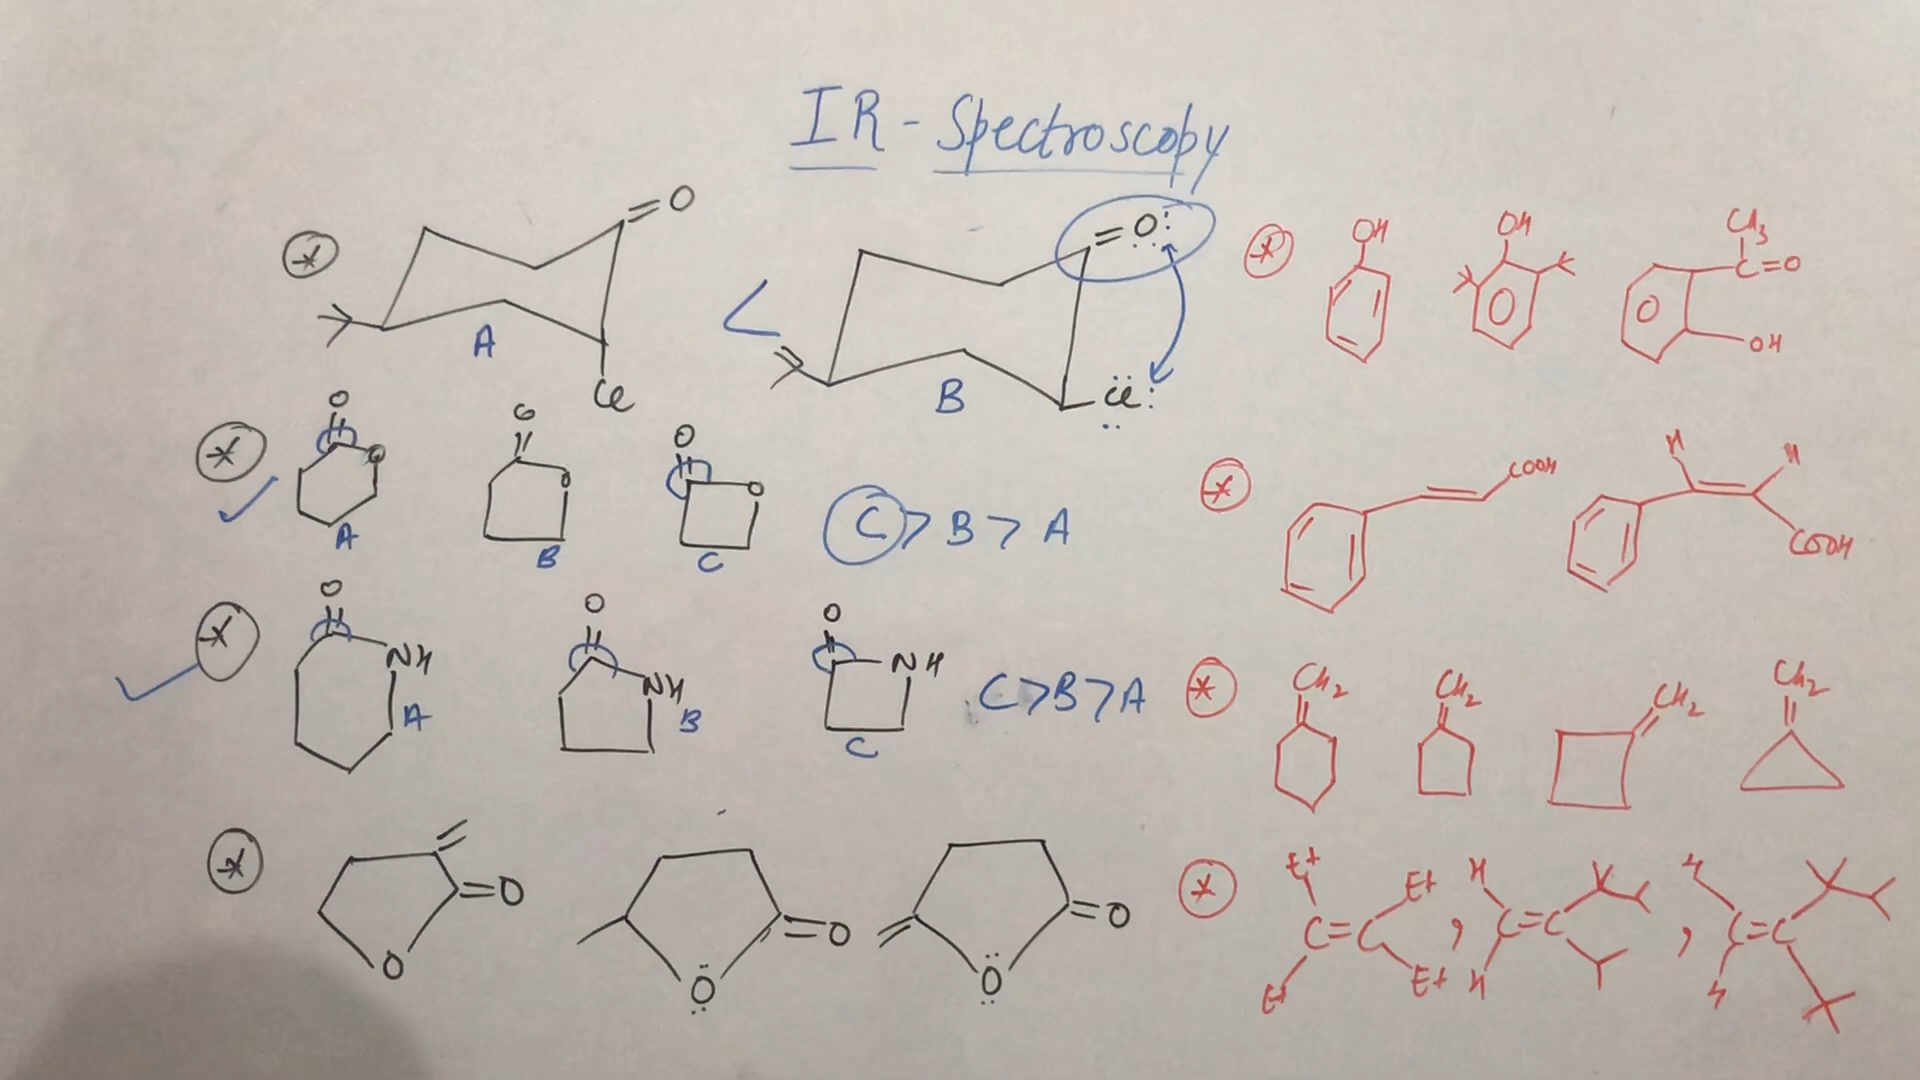 IR - Spectroscopy
O
A
Cl
=O:
B
Cl
OH
OH
CH3
C=O
OH
O
O
A
O
O
B
O
O
C
C > B > A
COOH
H
H
COOH
O
NH
A
O
NH
B
O
NH
C
C>B>A
CH2
CH2
CH2
CH2
=O
O
=O
O
=O
O
Et
Et
C=C
Et
Et
,
H
C=C
H
,
H
C=C
H